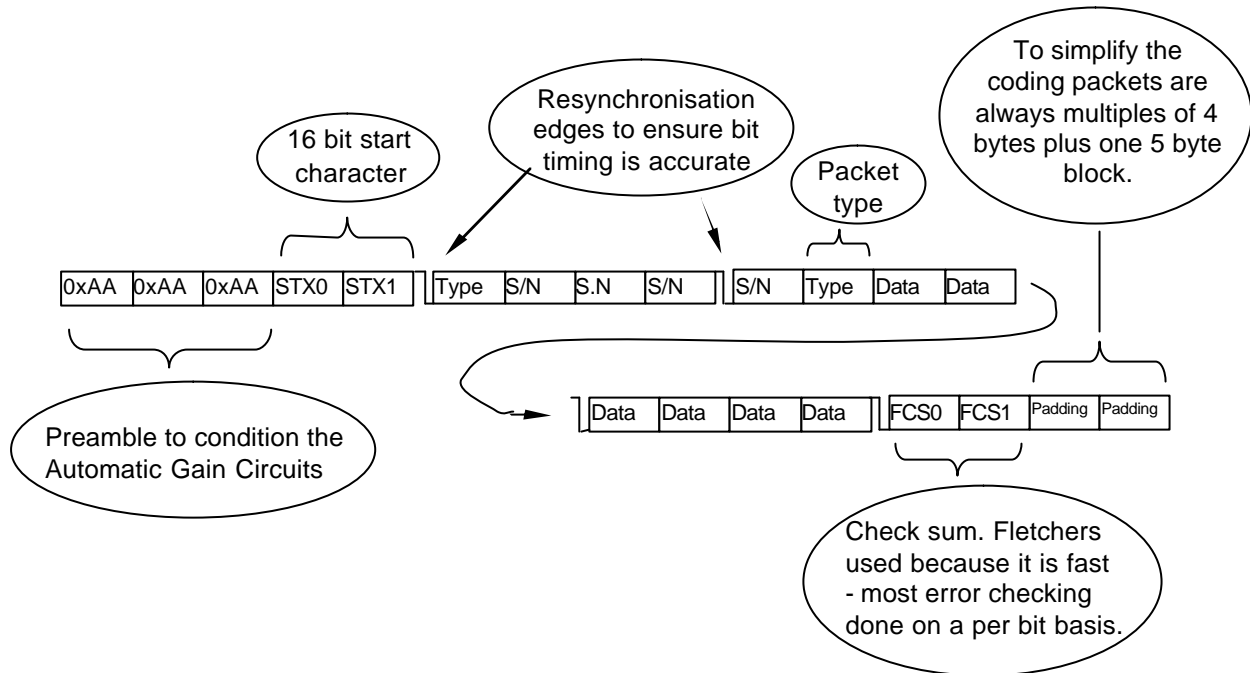 To simplify the
coding packets are
always multiples of 4
bytes plus one 5 byte
block.
Resynchronisation
edges to ensure bit
timing is accurate
16 bit start
character
Packet
type
0xAA 0xAA 0xAA STX0 STX1 Type S/N S.N S/N S/N Type Data Data
Data Data Data Data FCS0 FCS1 Padding Padding
Preamble to condition the
Automatic Gain Circuits
Check sum. Fletchers
used because it is fast
- most error checking
done on a per bit basis.